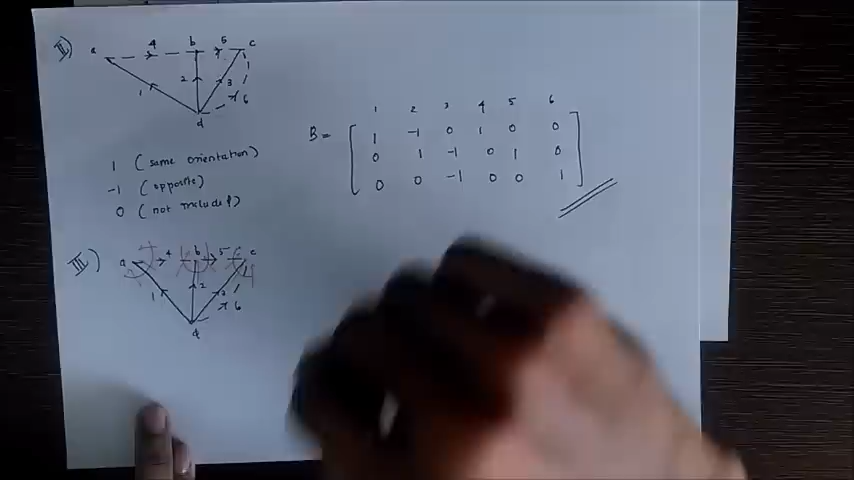 II)
a 4 b 5 c
1 2 3 6
d
1 (same orientation)
-1 (opposite)
0 (not included)
B =
1 2 3 4 5 6
1 -1 0 1 0 0
0 1 -1 0 1 0
0 0 -1 0 0 1
III)
a 4 b 5 c
1 2 3 6
d